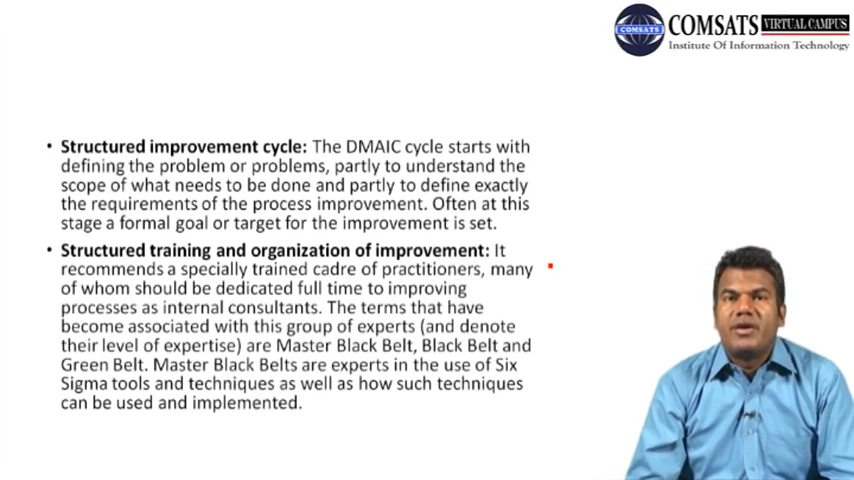 COMSATS
COMSATS VIRTUAL CAMPUS
Institute Of Information Technology
• Structured improvement cycle: The DMAIC cycle starts with
defining the problem or problems, partly to understand the
scope of what needs to be done and partly to define exactly
the requirements of the process improvement. Often at this
stage a formal goal or target for the improvement is set.
• Structured training and organization of improvement: It
recommends a specially trained cadre of practitioners, many
of whom should be dedicated full time to improving
processes as internal consultants. The terms that have
become associated with this group of experts (and denote
their level of expertise) are Master Black Belt, Black Belt and
Green Belt. Master Black Belts are experts in the use of Six
Sigma tools and techniques as well as how such techniques
can be used and implemented.